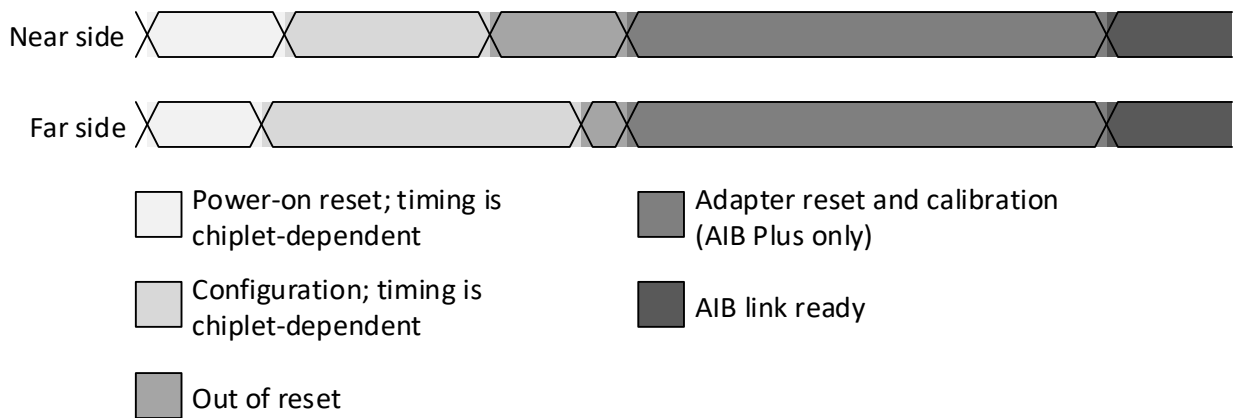 Near side
Far side
Power-on reset; timing is
chiplet-dependent
Configuration; timing is
chiplet-dependent
Out of reset
Adapter reset and calibration
(AIB Plus only)
AIB link ready